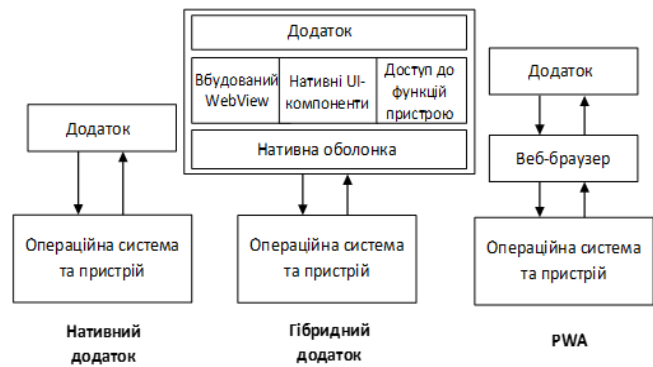 Додаток
Операційна система
та пристрій
Нативний
додаток
Додаток
Вбудований
WebView
Нативні UI-
компоненти
Доступ до
функцій
пристрою
Нативна оболонка
Операційна система
та пристрій
Гібридний
додаток
Додаток
Веб-браузер
Операційна система
та пристрій
PWA